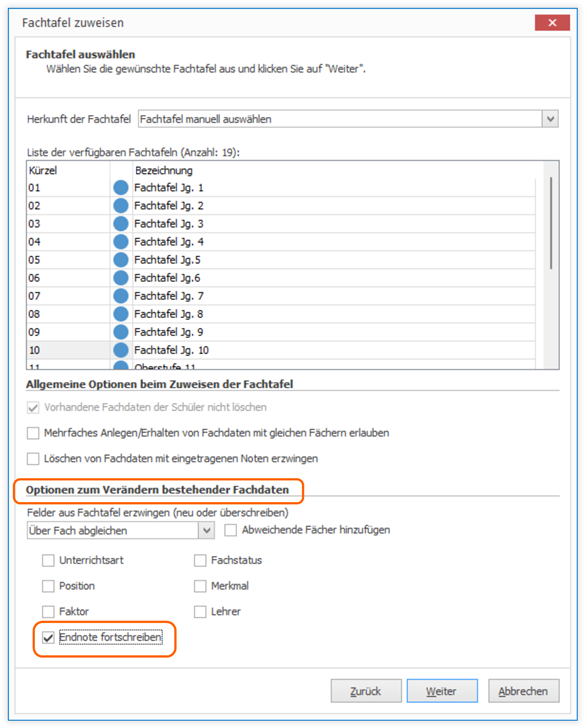 Fachtafel zuweisen
Fachtafel auswählen
Wählen Sie die gewünschte Fachtafel aus und klicken Sie auf "Weiter".
Herkunft der Fachtafel Fachtafel manuell auswählen
Liste der verfügbaren Fachtafeln (Anzahl: 19):
Kürzel Bezeichnung
01 Fachtafel Jg. 1
02 Fachtafel Jg. 2
03 Fachtafel Jg. 3
04 Fachtafel Jg. 4
05 Fachtafel Jg.5
06 Fachtafel Jg.6
07 Fachtafel Jg. 7
08 Fachtafel Jg. 8
09 Fachtafel Jg. 9
10 Fachtafel Jg. 10
11 Oberstufe 11
Allgemeine Optionen beim Zuweisen der Fachtafel
Vorhandene Fachdaten der Schüler nicht löschen
Mehrfaches Anlegen/Erhalten von Fachdaten mit gleichen Fächern erlauben
Löschen von Fachdaten mit eingetragenen Noten erzwingen
Optionen zum Verändern bestehender Fachdaten
Felder aus Fachtafel erzwingen (neu oder überschreiben)
Über Fach abgleichen Abweichende Fächer hinzufügen
Unterrichtsart Fachstatus
Position Merkmal
Faktor Lehrer
Endnote fortschreiben
Zurück Weiter Abbrechen